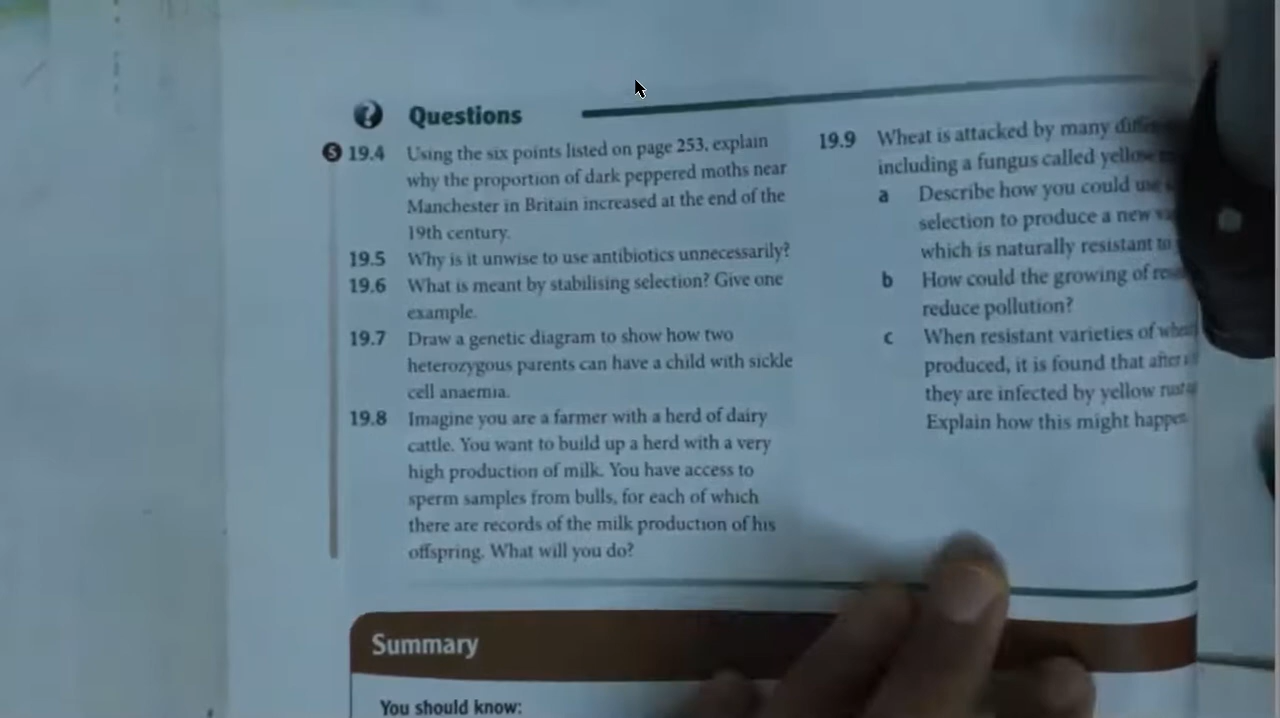 Questions
S 19.4 Using the six points listed on page 253, explain
why the proportion of dark peppered moths near
Manchester in Britain increased at the end of the
19th century.
19.5 Why is it unwise to use antibiotics unnecessarily?
19.6 What is meant by stabilising selection? Give one
example.
19.7 Draw a genetic diagram to show how two
heterozygous parents can have a child with sickle
cell anaemia.
19.8 Imagine you are a farmer with a herd of dairy
cattle. You want to build up a herd with a very
high production of milk. You have access to
sperm samples from bulls, for each of which
there are records of the milk production of his
offspring. What will you do?
19.9 Wheat is attacked by many
including a fungus called yellow
a Describe how you could use
selection to produce a new
which is naturally resistant to
b How could the growing of
reduce pollution?
c When resistant varieties of
produced, it is found that after
they are infected by yellow rust
Explain how this might happen.
Summary
You should know: